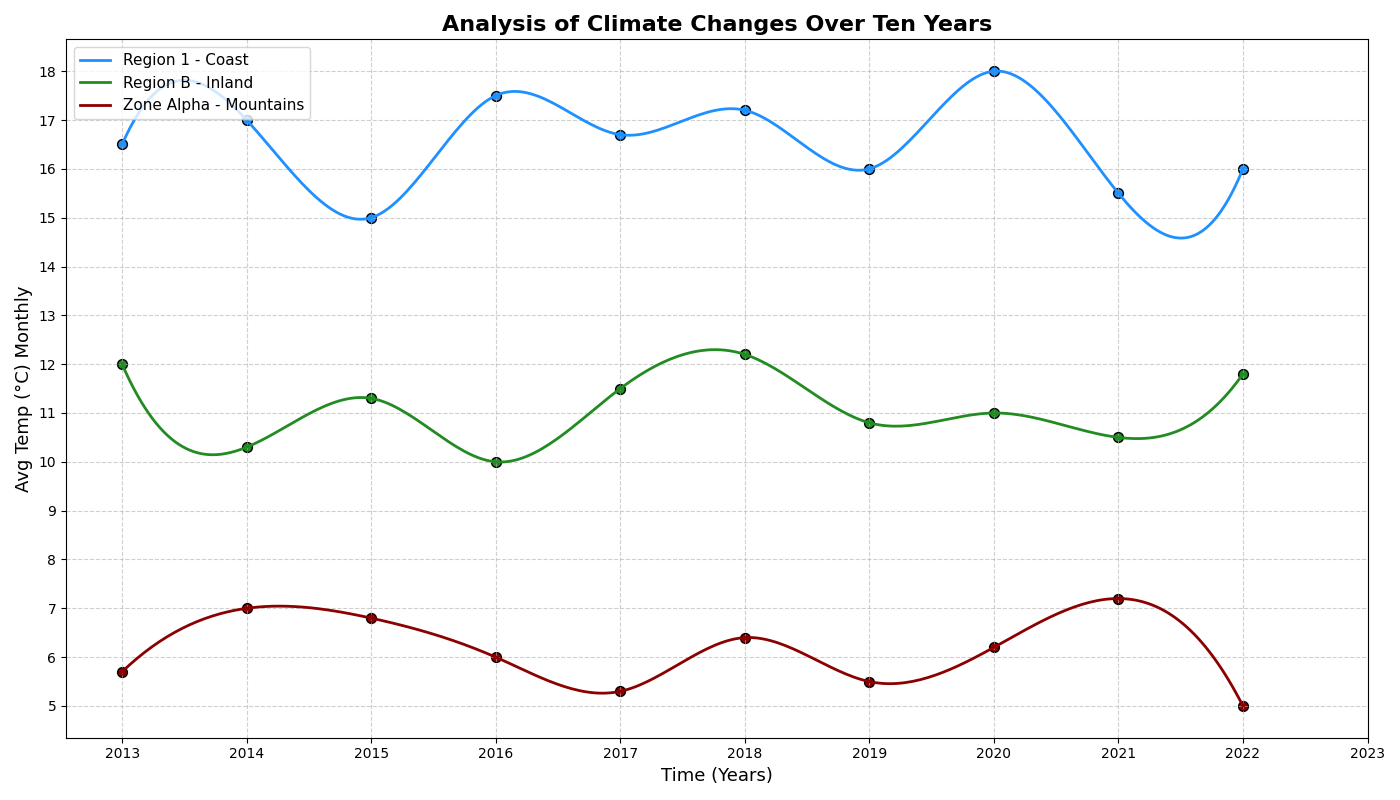 Analysis of Climate Changes Over Ten Years
Region 1 - Coast
Region B - Inland
Zone Alpha - Mountains
18
17
16
15
14
13
12
11
10
9
8
7
6
5
Avg Temp (°C) Monthly
2013 2014 2015 2016 2017 2018 2019 2020 2021 2022 2023
Time (Years)